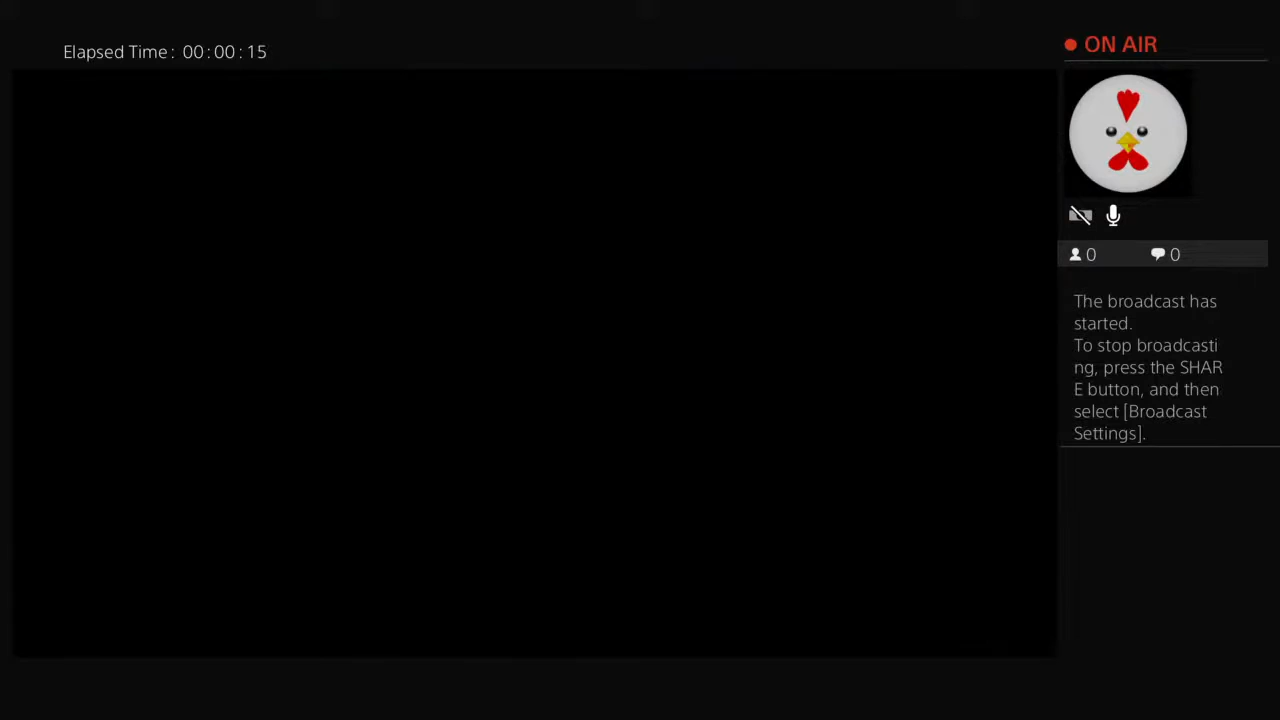 Elapsed Time: 00:00:15
ON AIR
0 0
The broadcast has
started.
To stop broadcasti
ng, press the SHAR
E button, and then
select [Broadcast
Settings].